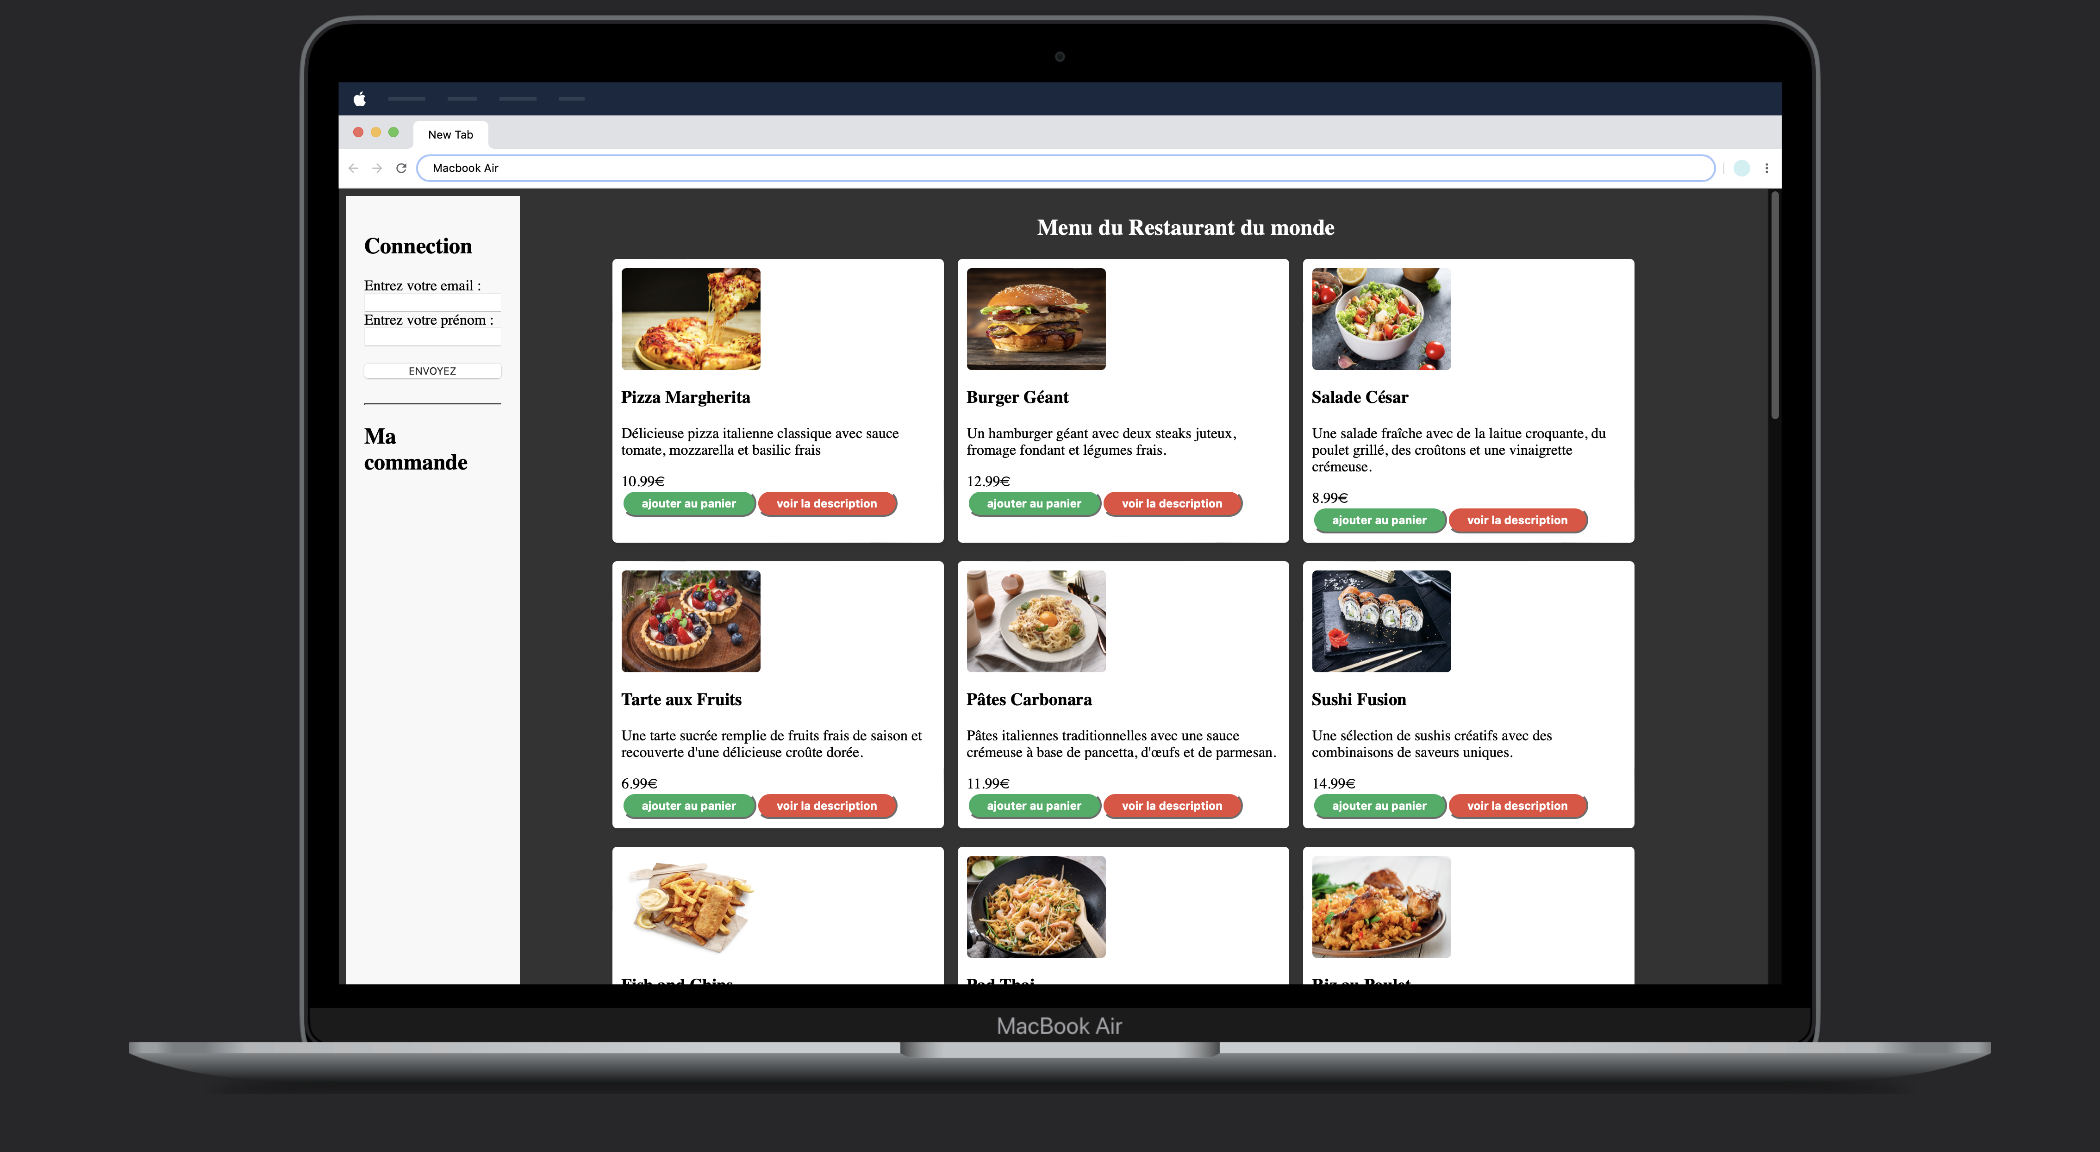 New Tab
Macbook Air
Connection
Entrez votre email :
Entrez votre prénom :
ENVOYEZ
Ma
commande
Menu du Restaurant du monde
Pizza Margherita
Délicieuse pizza italienne classique avec sauce
tomate, mozzarella et basilic frais
10.99€
ajouter au panier
voir la description
Burger Géant
Un hamburger géant avec deux steaks juteux,
fromage fondant et légumes frais.
12.99€
ajouter au panier
voir la description
Salade César
Une salade fraîche avec de la laitue croquante, du
poulet grillé, des croûtons et une vinaigrette
crémeuse.
8.99€
ajouter au panier
voir la description
Tarte aux Fruits
Une tarte sucrée remplie de fruits frais de saison et
recouverte d'une délicieuse croûte dorée.
6.99€
ajouter au panier
voir la description
Pâtes Carbonara
Pâtes italiennes traditionnelles avec une sauce
crémeuse à base de pancetta, d'œufs et de parmesan.
11.99€
ajouter au panier
voir la description
Sushi Fusion
Une sélection de sushis créatifs avec des
combinaisons de saveurs uniques.
14.99€
ajouter au panier
voir la description
Fish and Chips
Pad Thai
Riz au Poulet
MacBook Air